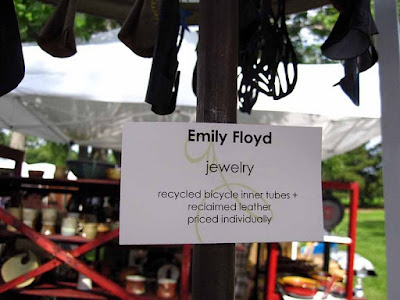 Emily Floyd
jewelry
recycled bicycle inner tubes +
reclaimed leather
priced individually